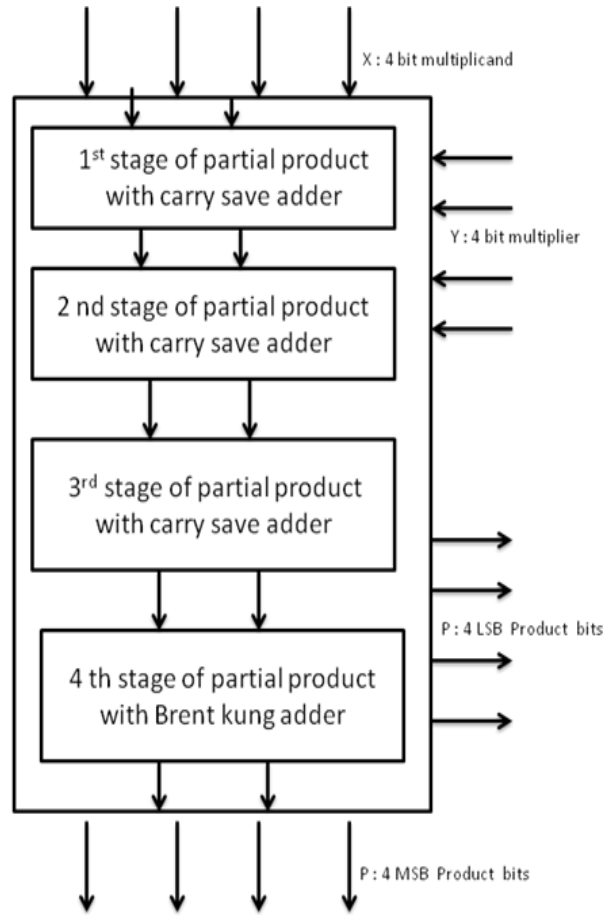 X : 4 bit multiplicand
1st stage of partial product
with carry save adder
Y : 4 bit multiplier
2 nd stage of partial product
with carry save adder
3rd stage of partial product
with carry save adder
P : 4 LSB Product bits
4 th stage of partial product
with Brent kung adder
P : 4 MSB Product bits